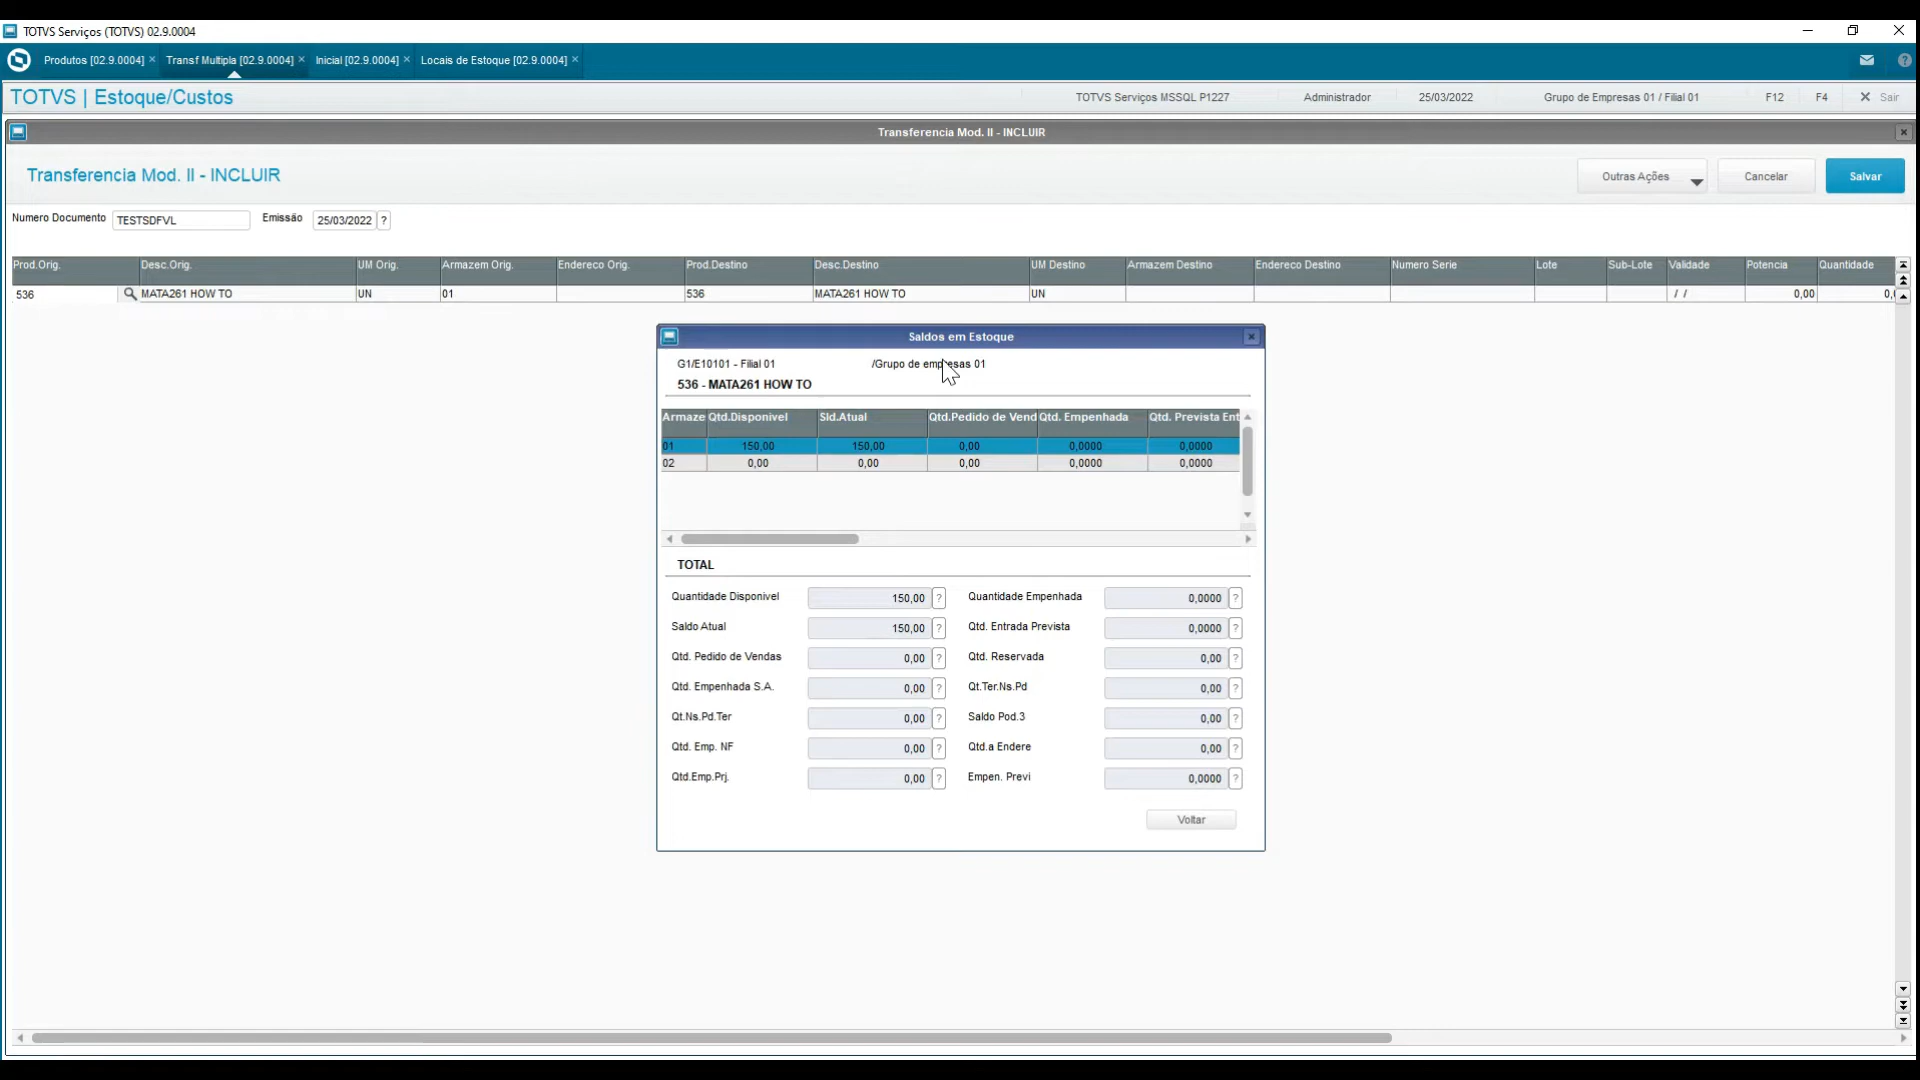 TOTVS Serviços (TOTVS) 02.9.0004
Produtos [02.9.0004] × Transf Multipla [02.9.0004] × Inicial [02.9.0004] × Locais de Estoque [02.9.0004] ×
TOTVS | Estoque/Custos TOTVS Serviços MSSQL P1227 Administrador 25/03/2022 Grupo de Empresas 01 / Filial 01 F12 F4 Sair
Transferencia Mod. II - INCLUIR
Transferencia Mod. II - INCLUIR Outras Ações Cancelar Salvar
Numero Documento TESTSDFVL Emissão 25/03/2022 ?
Prod.Orig. Desc.Orig. UM Orig. Armazem Orig. Endereco Orig. Prod.Destino Desc.Destino UM Destino Armazem Destino Endereco Destino Numero Serie Lote Sub-Lote Validade Potencia Quantidade
536 MATA261 HOW TO UN 01 536 MATA261 HOW TO UN / / 0,00 0,
Saldos em Estoque
G1/E10101 - Filial 01 /Grupo de empresas 01
536 - MATA261 HOW TO
Armaze Qtd.Disponivel Sld.Atual Qtd.Pedido de Vend Qtd. Empenhada Qtd. Prevista Ent
01 150,00 150,00 0,00 0,0000 0,0000
02 0,00 0,00 0,00 0,0000 0,0000
TOTAL
Quantidade Disponivel 150,00 ? Quantidade Empenhada 0,0000 ?
Saldo Atual 150,00 ? Qtd. Entrada Prevista 0,0000 ?
Qtd. Pedido de Vendas 0,00 ? Qtd. Reservada 0,00 ?
Qtd. Empenhada S.A. 0,00 ? Qt.Ter.Ns.Pd 0,00 ?
Qt.Ns.Pd.Ter 0,00 ? Saldo Pod.3 0,00 ?
Qtd. Emp. NF 0,00 ? Qtd.a Endere 0,00 ?
Qtd.Emp.Prj. 0,00 ? Empen. Previ 0,0000 ?
Voltar